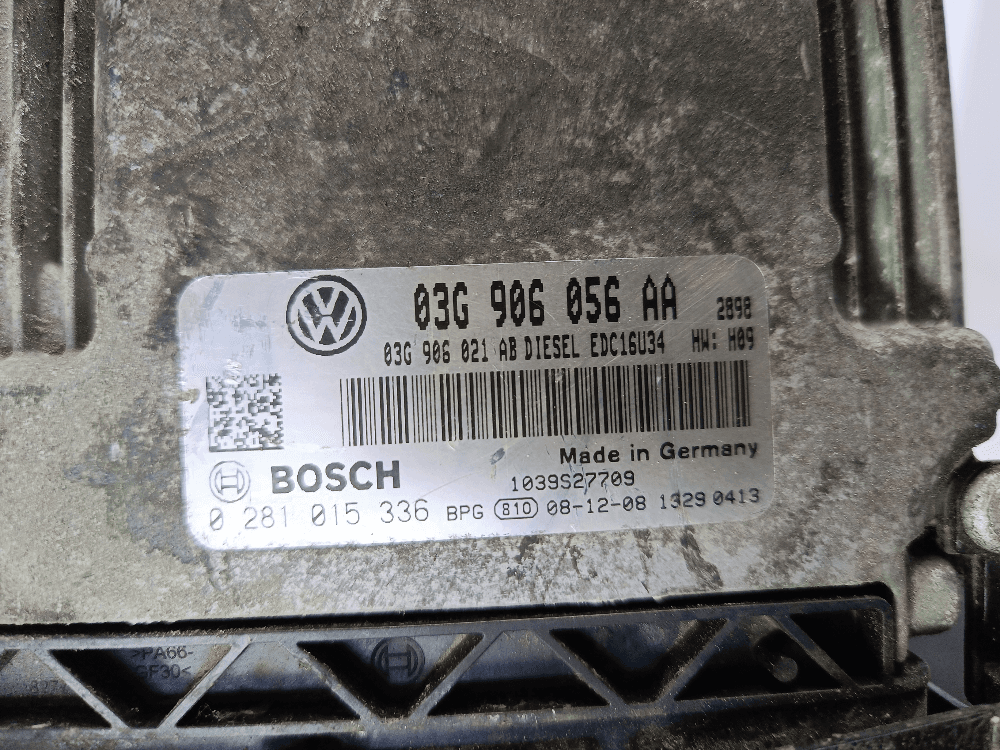 03G 906 056 AA 2898
03G 906 021 AB DIESEL EDC16U34 HW: H09
Made in Germany
BOSCH 1039S27709
0 281 015 336 BPG 810 08-12-08 1329 0413
>PA66-
GF30<